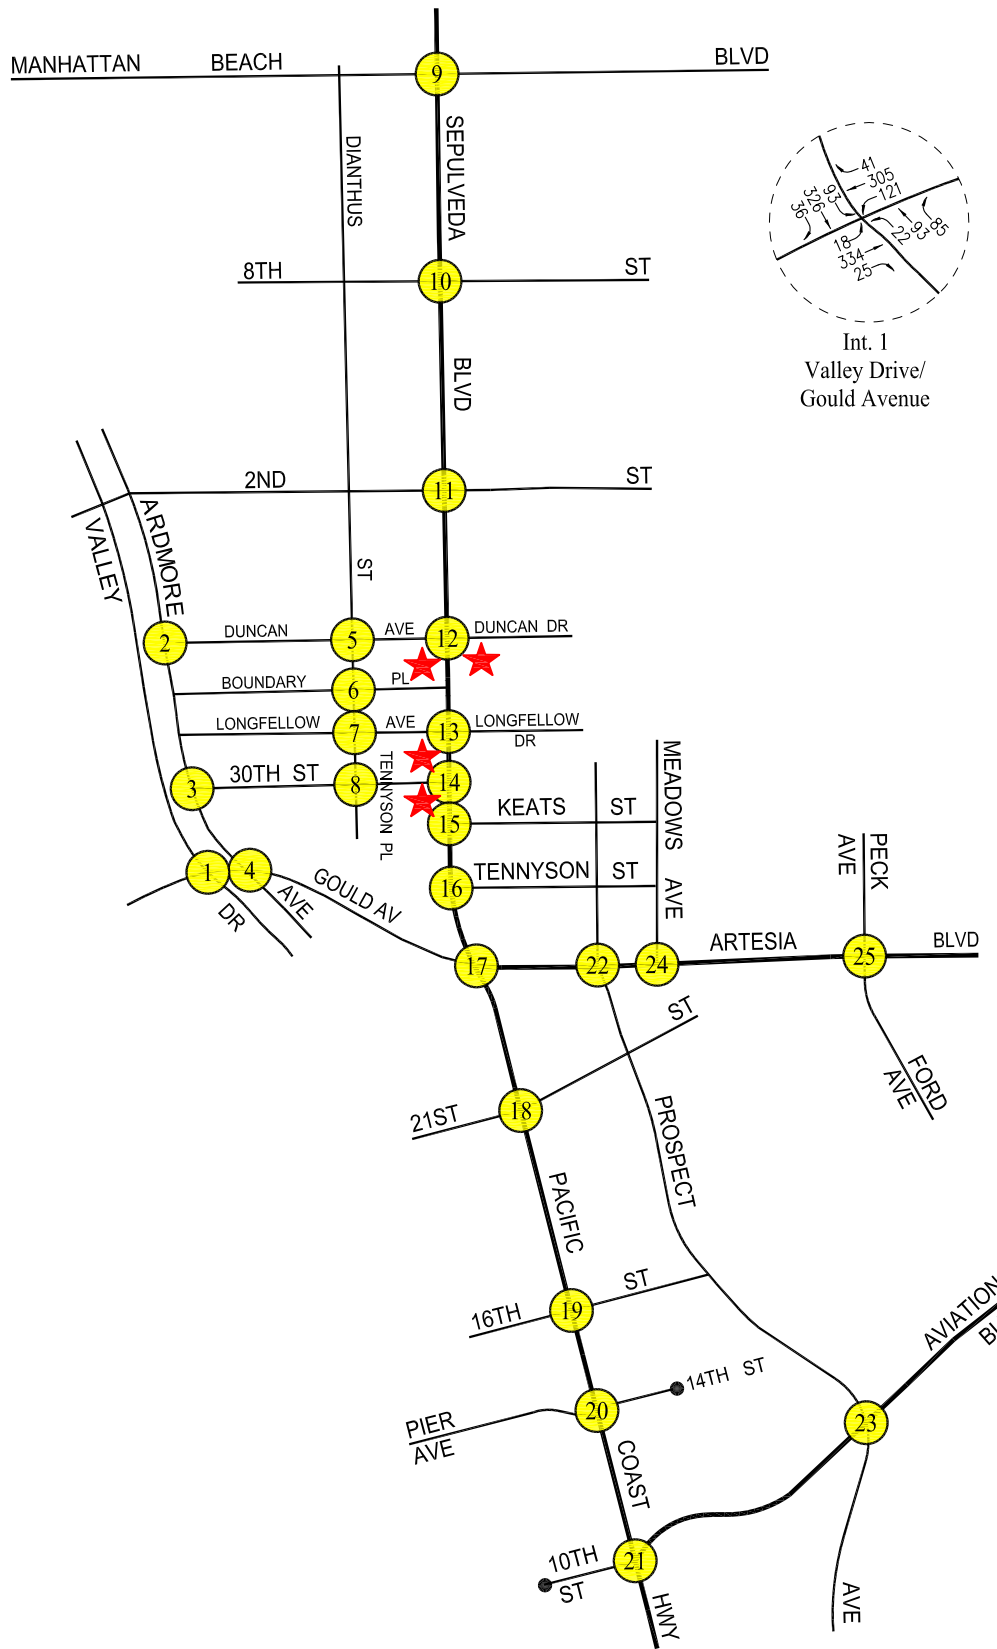 9
MANHATTAN BEACH BLVD
DIANTHUS ST
SEPULVEDA BLVD
41
305
121
93
326
36
85
93
22
18
334
25
Int. 1
Valley Drive/
Gould Avenue
8TH ST
10
2ND ST
11
VALLEY DR
ARDMORE AVE
2
DUNCAN AVE
5
12
DUNCAN DR
BOUNDARY PL
6
LONGFELLOW AVE
7
13
LONGFELLOW
DR
3
30TH ST
8
TENNYSON PL
14
15
KEATS ST
MEADOWS AVE
1
4
GOULD AV
16
TENNYSON ST
PECK
AVE
17
22
24
ARTESIA BLVD
25
FORD
AVE
21ST ST
18
PROSPECT AVE
PACIFIC COAST HWY
16TH ST
19
AVIATION
14TH ST
PIER
AVE
20
23
10TH
ST
21